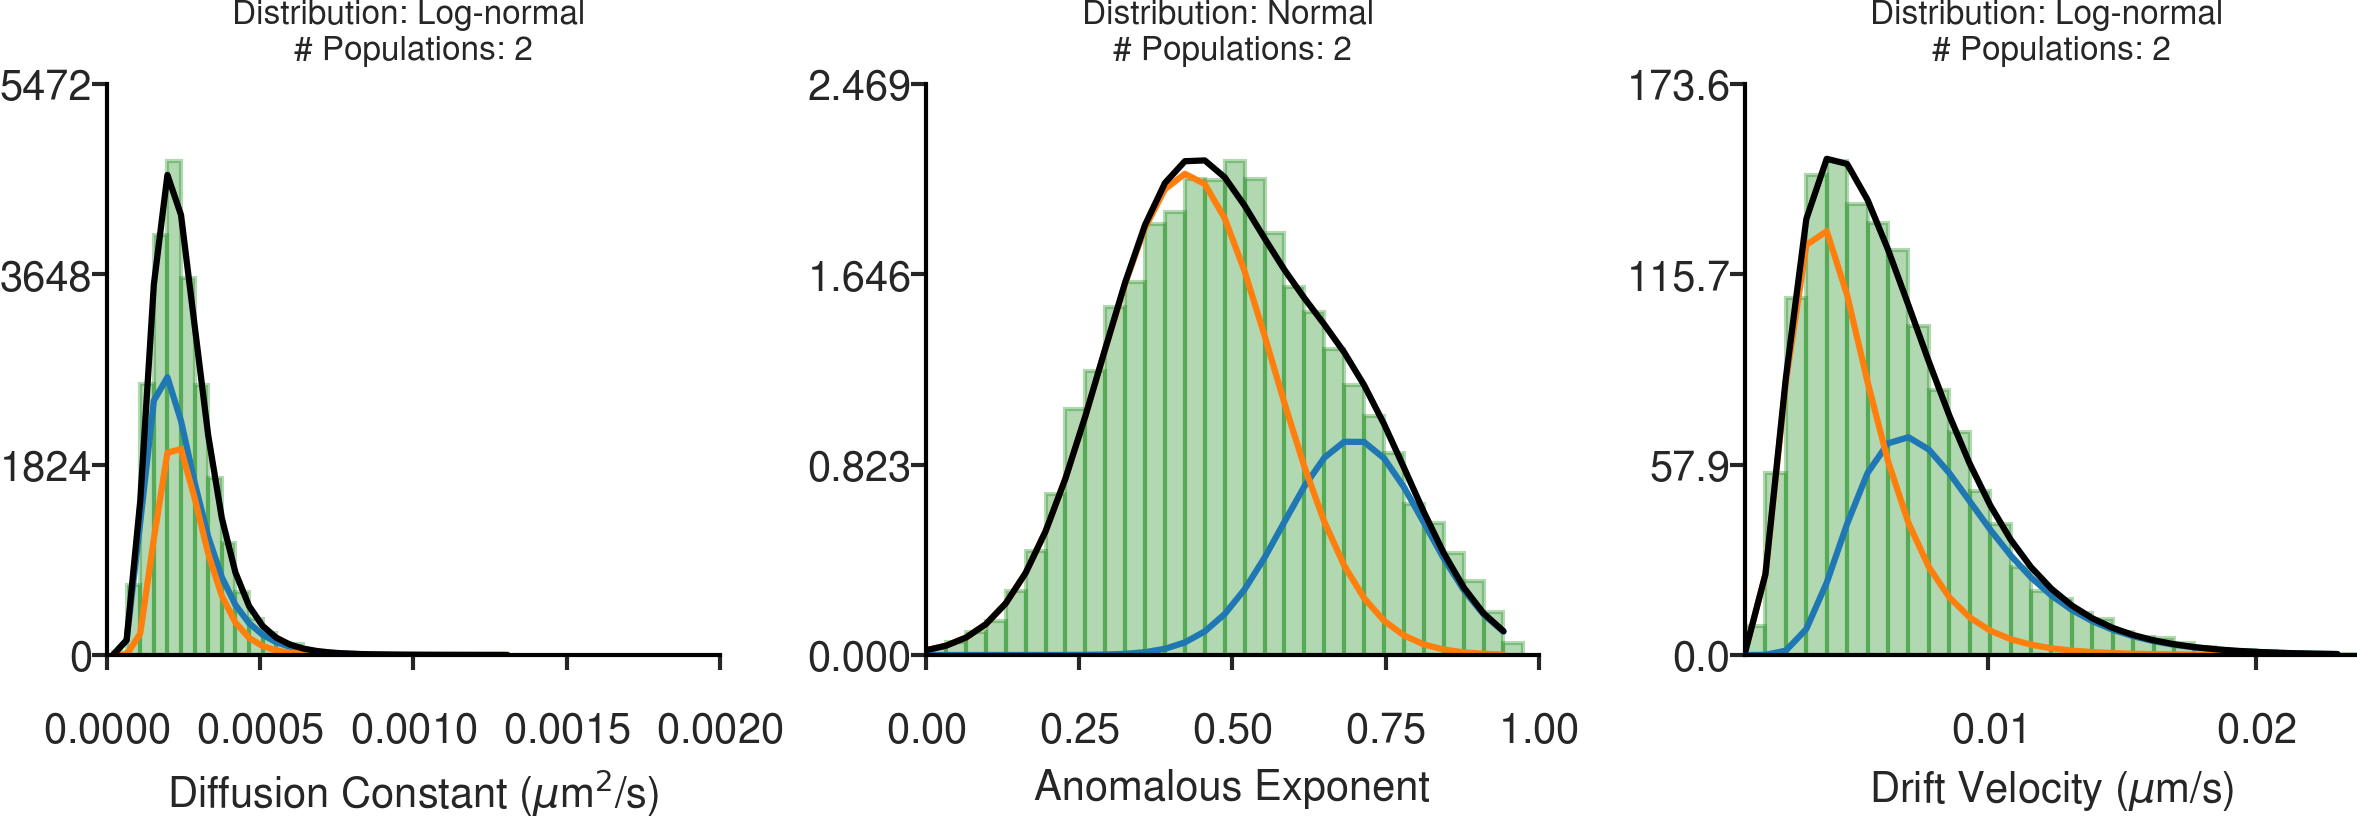 Distribution: Log-normal
# Populations: 2
5472
3648
1824
0
0.0000 0.0005 0.0010 0.0015 0.0020
Diffusion Constant (μm²/s)
Distribution: Normal
# Populations: 2
2.469
1.646
0.823
0.000
0.00 0.25 0.50 0.75 1.00
Anomalous Exponent
Distribution: Log-normal
# Populations: 2
173.6
115.7
57.9
0.0
0.01 0.02
Drift Velocity (μm/s)